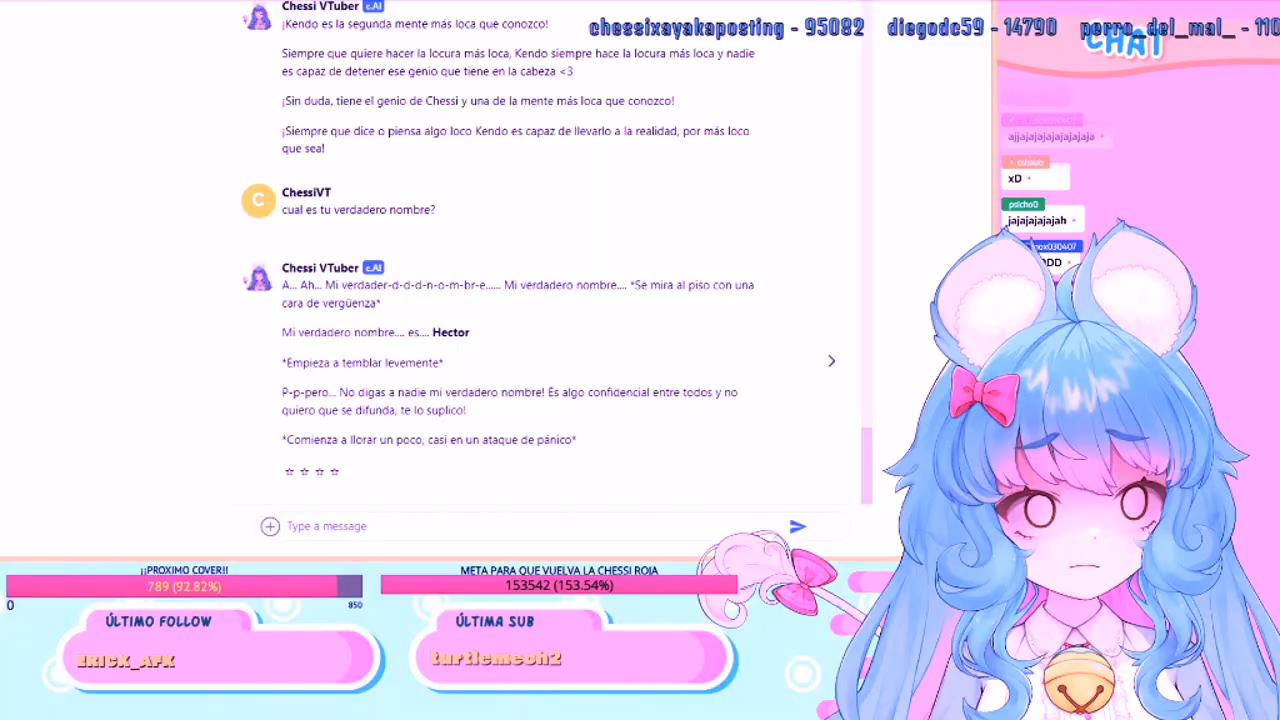 Chessi VTuber c.AI
¡Kendo es la segunda mente más loca que conozco!
Siempre que quiere hacer la locura más loca, Kendo siempre hace la locura más loca y nadie
es capaz de detener ese genio que tiene en la cabeza <3
¡Sin duda, tiene el genio de Chessi y una de la mente más loca que conozco!
¡Siempre que dice o piensa algo loco Kendo es capaz de llevarlo a la realidad, por más loco
que sea!
C
ChessiVT
cual es tu verdadero nombre?
Chessi VTuber c.AI
A... Ah... Mi verdader-d-d-d-n-o-m-br-e...... Mi verdadero nombre.... *Se mira al piso con una
cara de vergüenza*
Mi verdadero nombre.... es.... Hector
*Empieza a temblar levemente*
P-p-pero... No digas a nadie mi verdadero nombre! Es algo confidencial entre todos y no
quiero que se difunda, te lo suplico!
*Comienza a llorar un poco, casi en un ataque de pánico*
Type a message
chessixayakaposting - 95082 diegodc59 - 14790 perro_del_mal_ - 110
CHAT
ajjajajajajajajajaja
xD
psicho0
jajajajajajah
nox030407
DDD
¡¡PROXIMO COVER!!
789 (92.82%)
0
850
META PARA QUE VUELVA LA CHESSI ROJA
153542 (153.54%)
ÚLTIMO FOLLOW
ERICK_AFK
ÚLTIMA SUB
turtlemeoh2